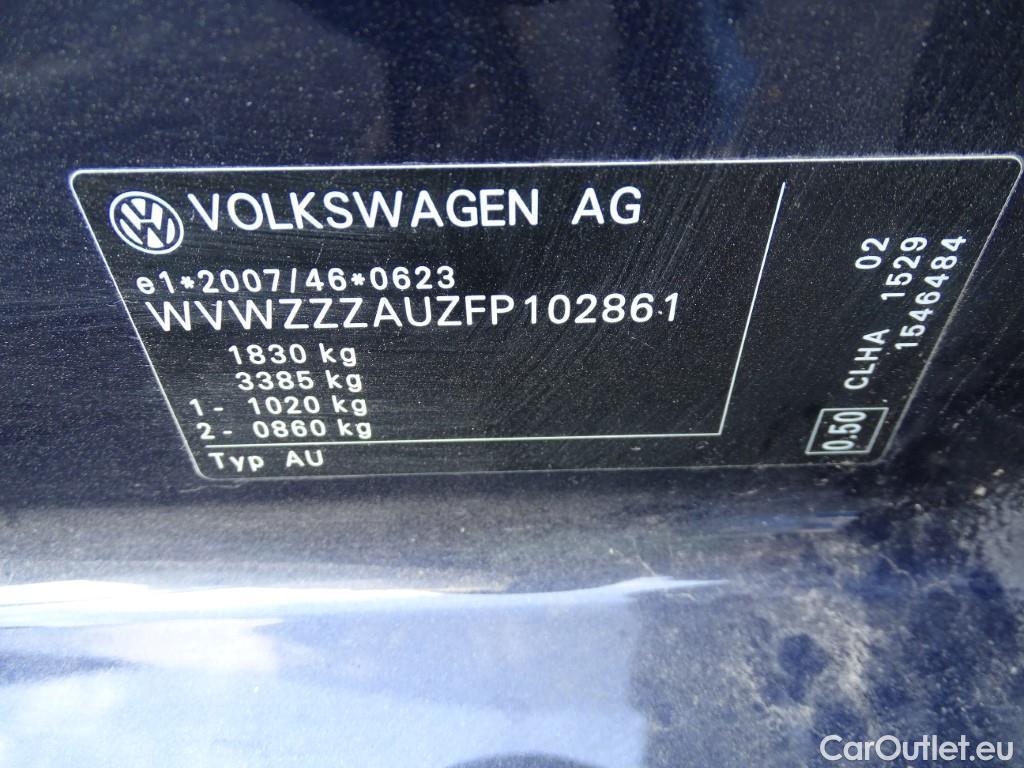 VOLKSWAGEN AG
e1*2007/46*0623
WVWZZZAUZFP102861
1830 kg
3385 kg
1- 1020 kg
2- 0860 kg
Typ AU
0.50
CLHA 1529
02
1546484
CarOutlet.eu